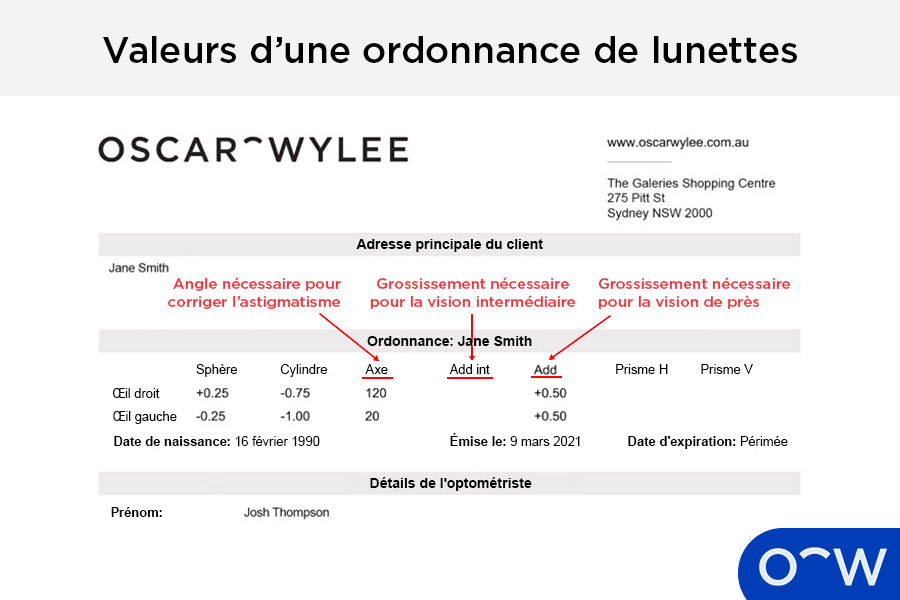 Valeurs d’une ordonnance de lunettes
OSCAR WYLEE
www.oscarwylee.com.au
The Galeries Shopping Centre
275 Pitt St
Sydney NSW 2000
Adresse principale du client
Jane Smith
Angle nécessaire pour
corriger l’astigmatisme
Grossissement nécessaire
pour la vision intermédiaire
Grossissement nécessaire
pour la vision de près
Ordonnance: Jane Smith
Sphère Cylindre Axe Add int Add Prisme H Prisme V
Œil droit +0.25 -0.75 120 +0.50
Œil gauche -0.25 -1.00 20 +0.50
Date de naissance: 16 février 1990 Émise le: 9 mars 2021 Date d'expiration: Périmée
Détails de l'optométriste
Prénom: Josh Thompson
OW